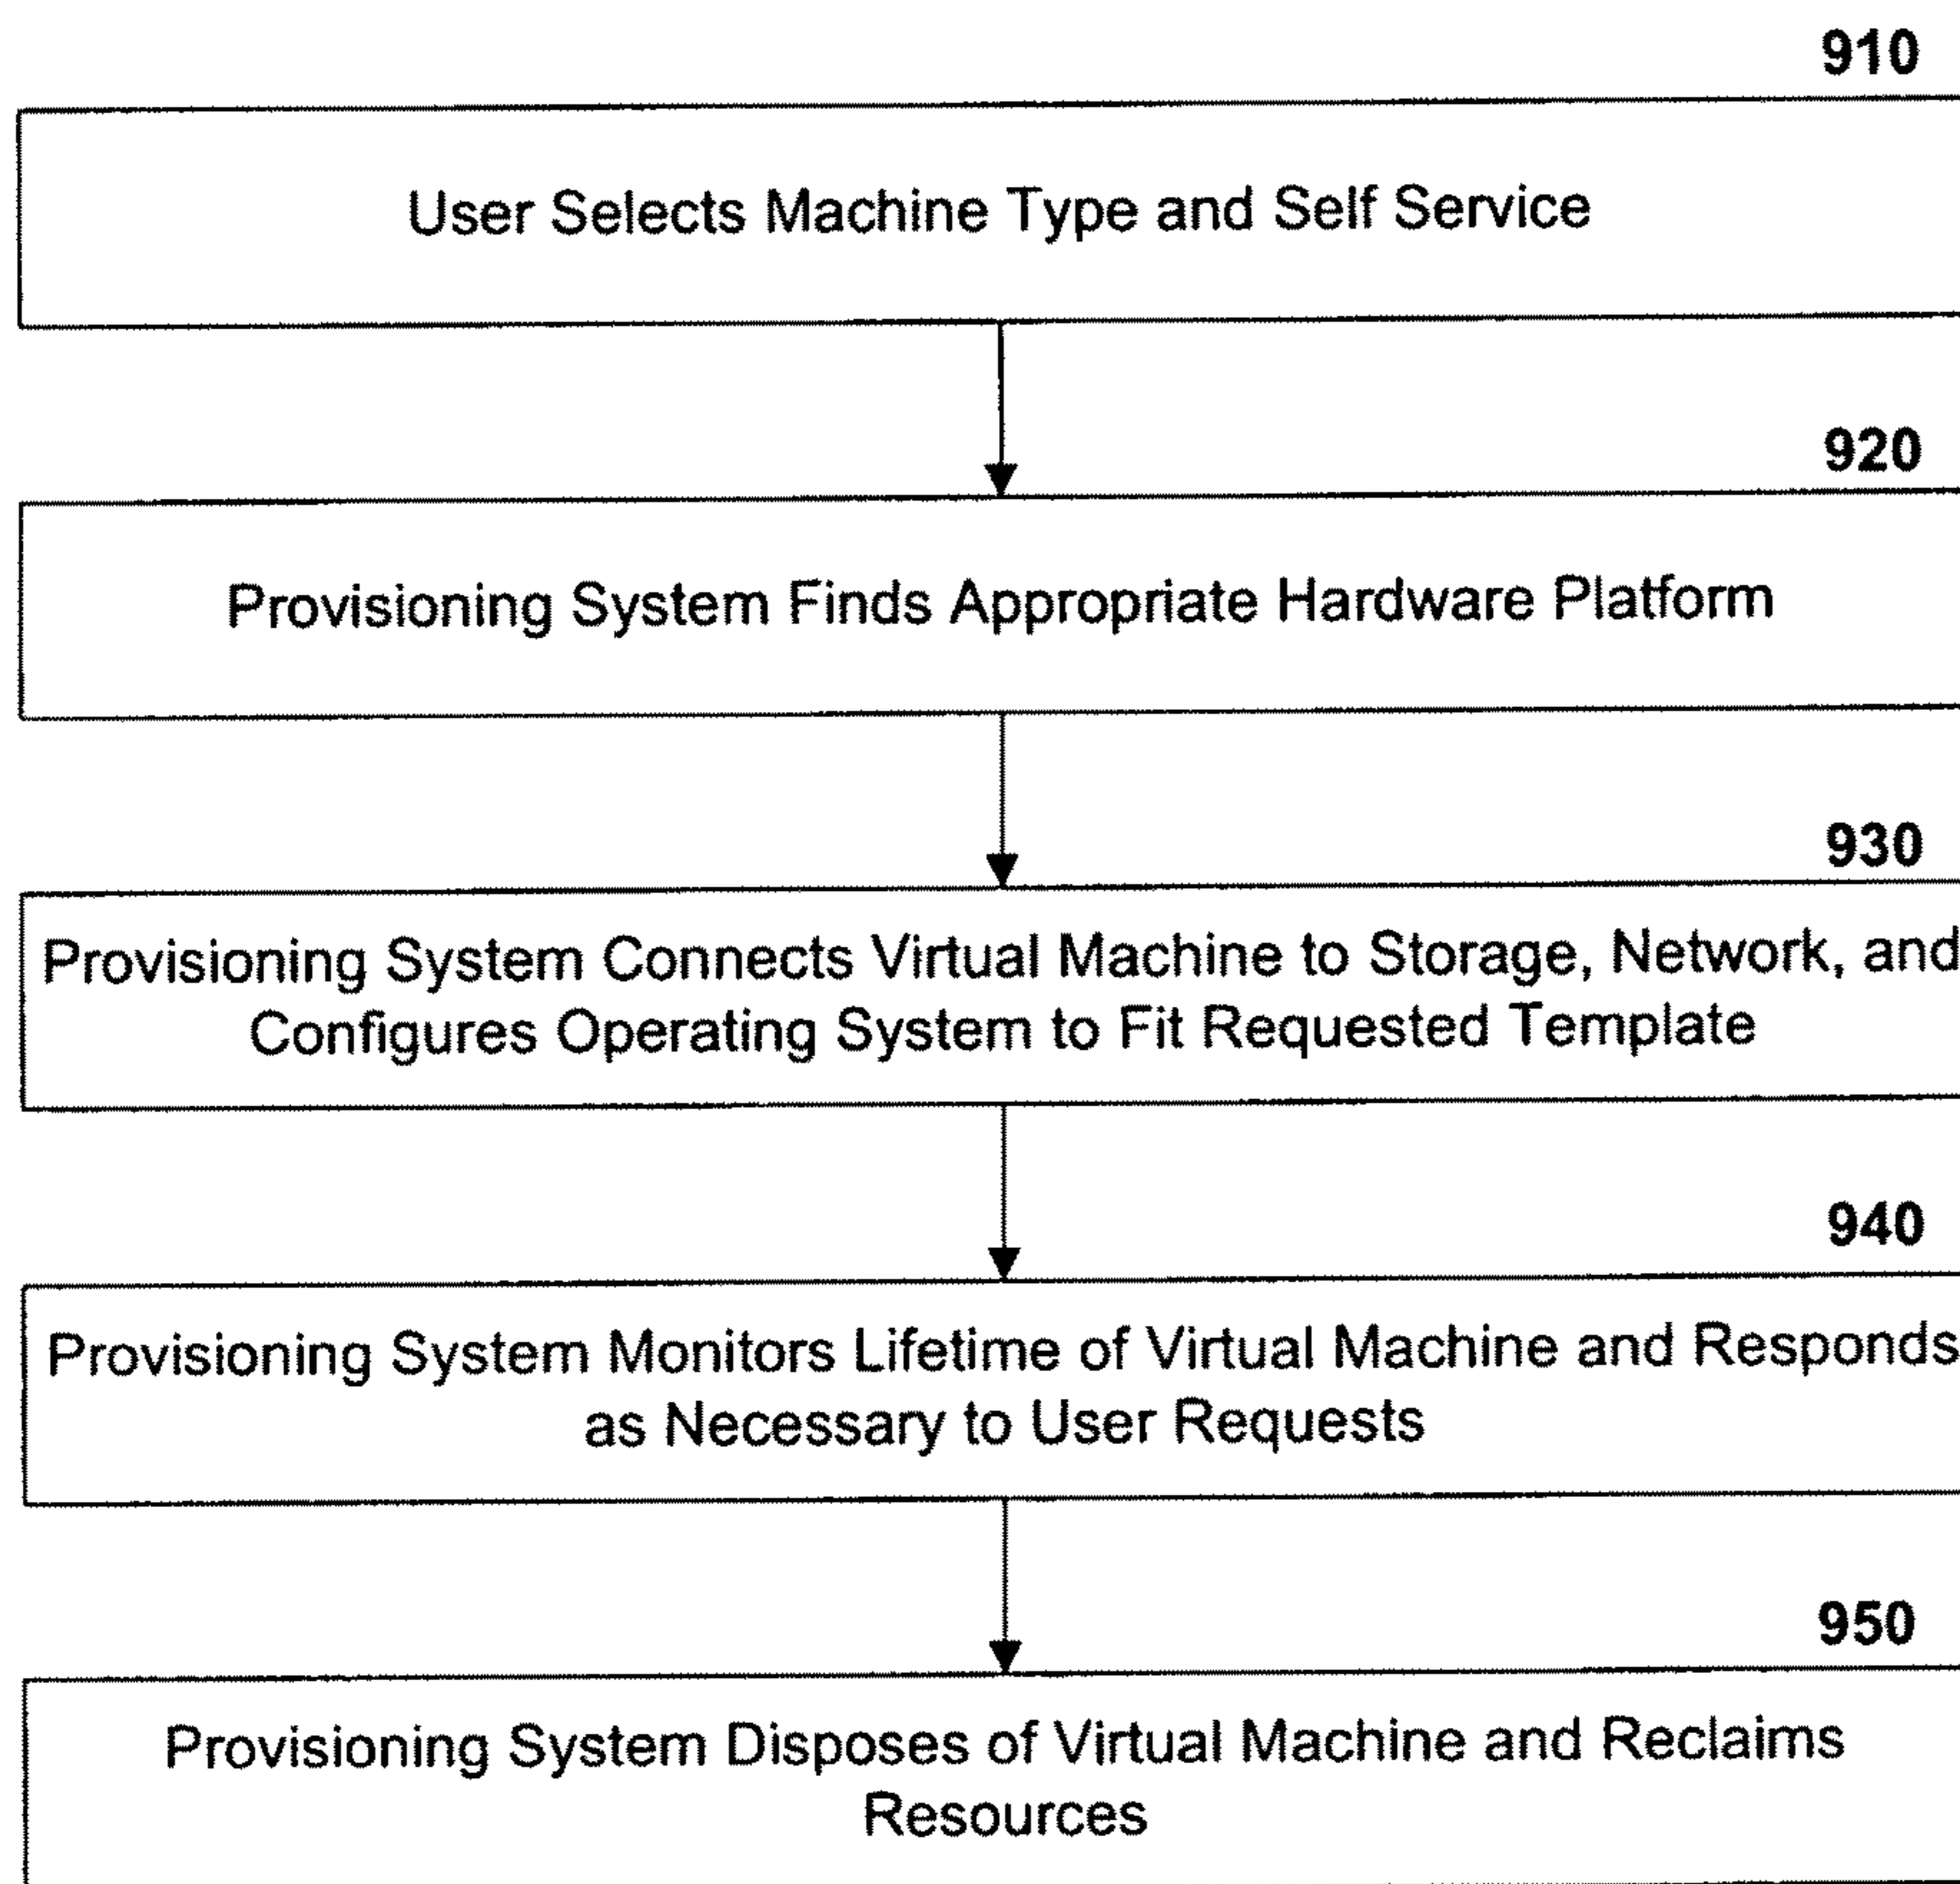 910
User Selects Machine Type and Self Service
920
Provisioning System Finds Appropriate Hardware Platform
930
Provisioning System Connects Virtual Machine to Storage, Network, and
Configures Operating System to Fit Requested Template
940
Provisioning System Monitors Lifetime of Virtual Machine and Responds
as Necessary to User Requests
950
Provisioning System Disposes of Virtual Machine and Reclaims
Resources